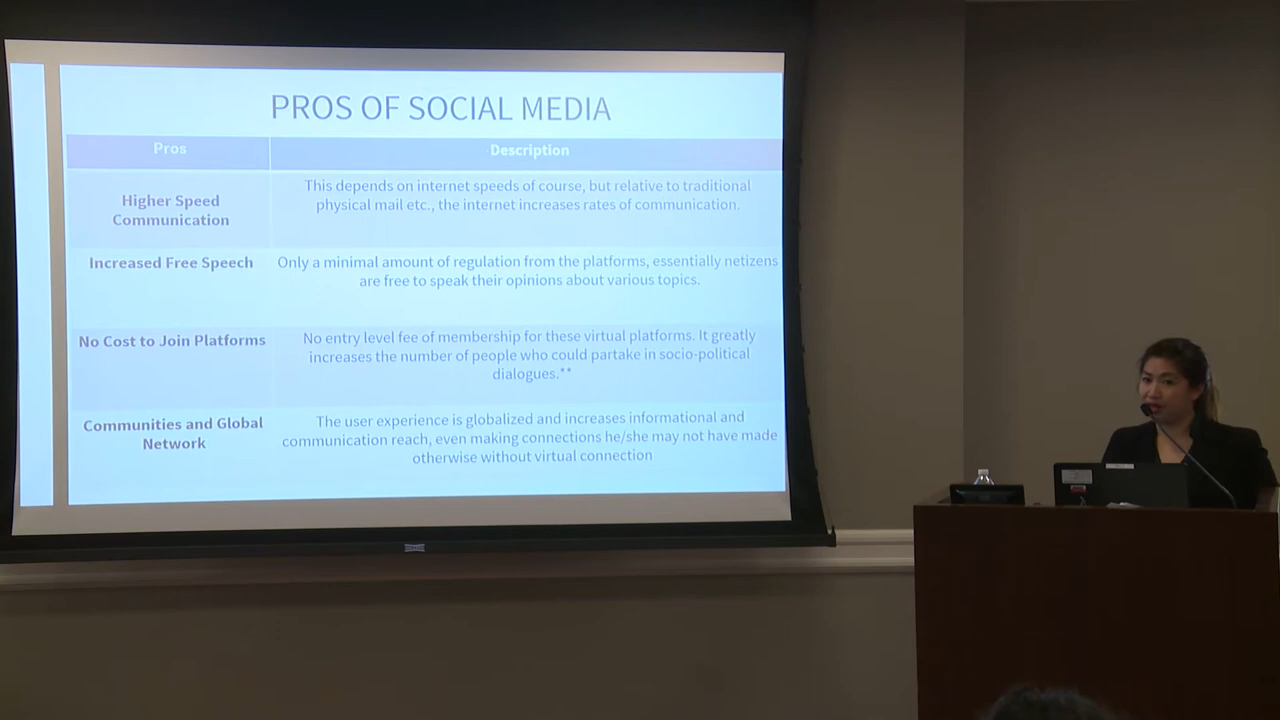 PROS OF SOCIAL MEDIA
Pros
Description
Higher Speed
Communication
This depends on internet speeds of course, but relative to traditional
physical mail etc., the internet increases rates of communication.
Increased Free Speech
Only a minimal amount of regulation from the platforms, essentially netizens
are free to speak their opinions about various topics.
No Cost to Join Platforms
No entry level fee of membership for these virtual platforms. It greatly
increases the number of people who could partake in socio-political
dialogues.**
Communities and Global
Network
The user experience is globalized and increases informational and
communication reach, even making connections he/she may not have made
otherwise without virtual connection